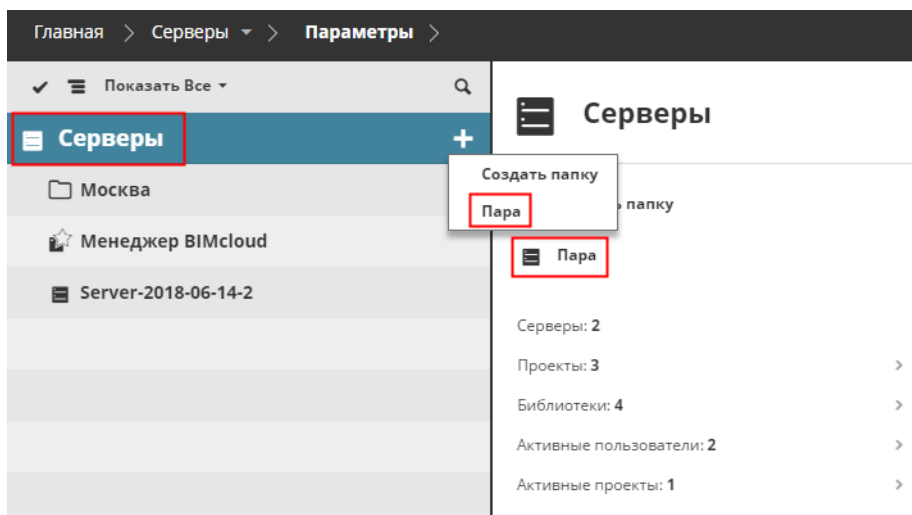 Главная > Серверы > Параметры >
Показать Все
Серверы
Москва
Менеджер BIMcloud
Server-2018-06-14-2
Серверы
Создать папку
Пара
папку
Пара
Серверы: 2
Проекты: 3
Библиотеки: 4
Активные пользователи: 2
Активные проекты: 1